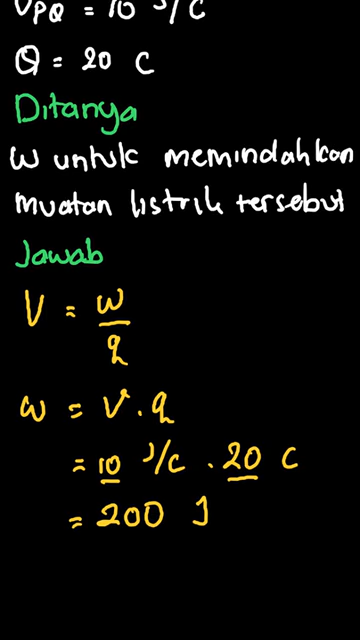 V_PQ = 10 J/C
Q = 20 C
Ditanya
W untuk memindahkan
muatan listrik tersebut
Jawab
V = W/q
W = V . q
= 10 J/C . 20 C
= 200 J